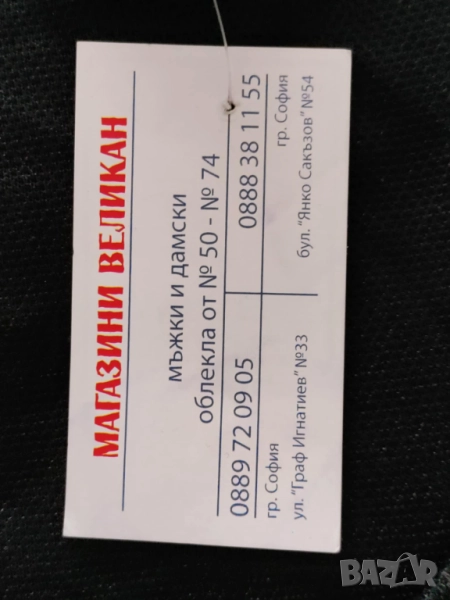 МАГАЗИНИ ВЕЛИКАН
мъжки и дамски
облекла от № 50 - № 74
0889 72 09 05
гр. София
ул. "Граф Игнатиев" №33
0888 38 11 55
гр. София
бул. "Янко Сакъзов" №54
BAZAR